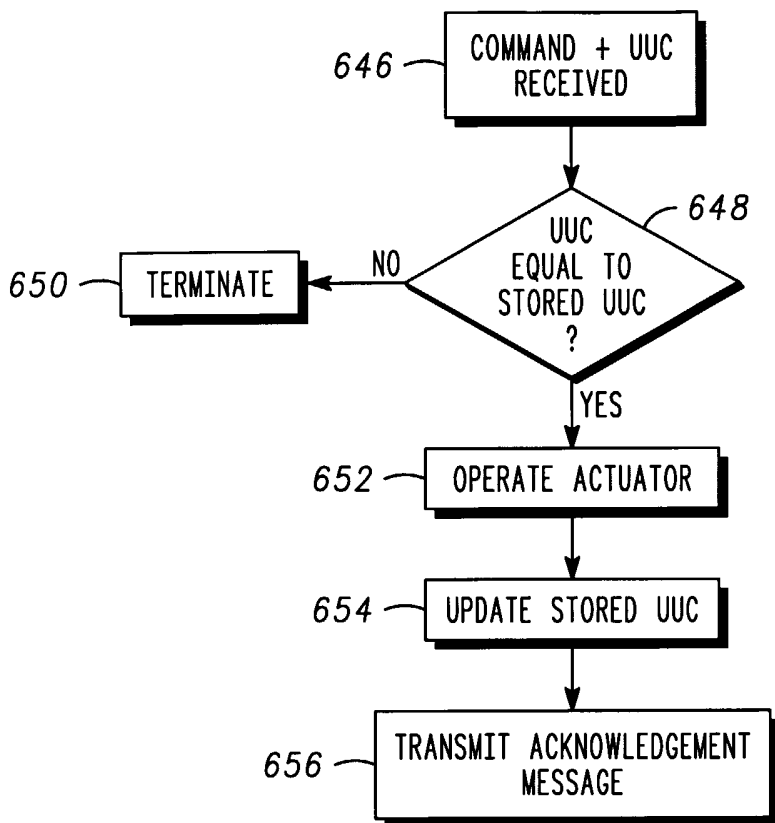 646
COMMAND + UUC
RECEIVED
648
UUC
EQUAL TO
STORED UUC
?
NO
650
TERMINATE
YES
652
OPERATE ACTUATOR
654
UPDATE STORED UUC
656
TRANSMIT ACKNOWLEDGEMENT
MESSAGE